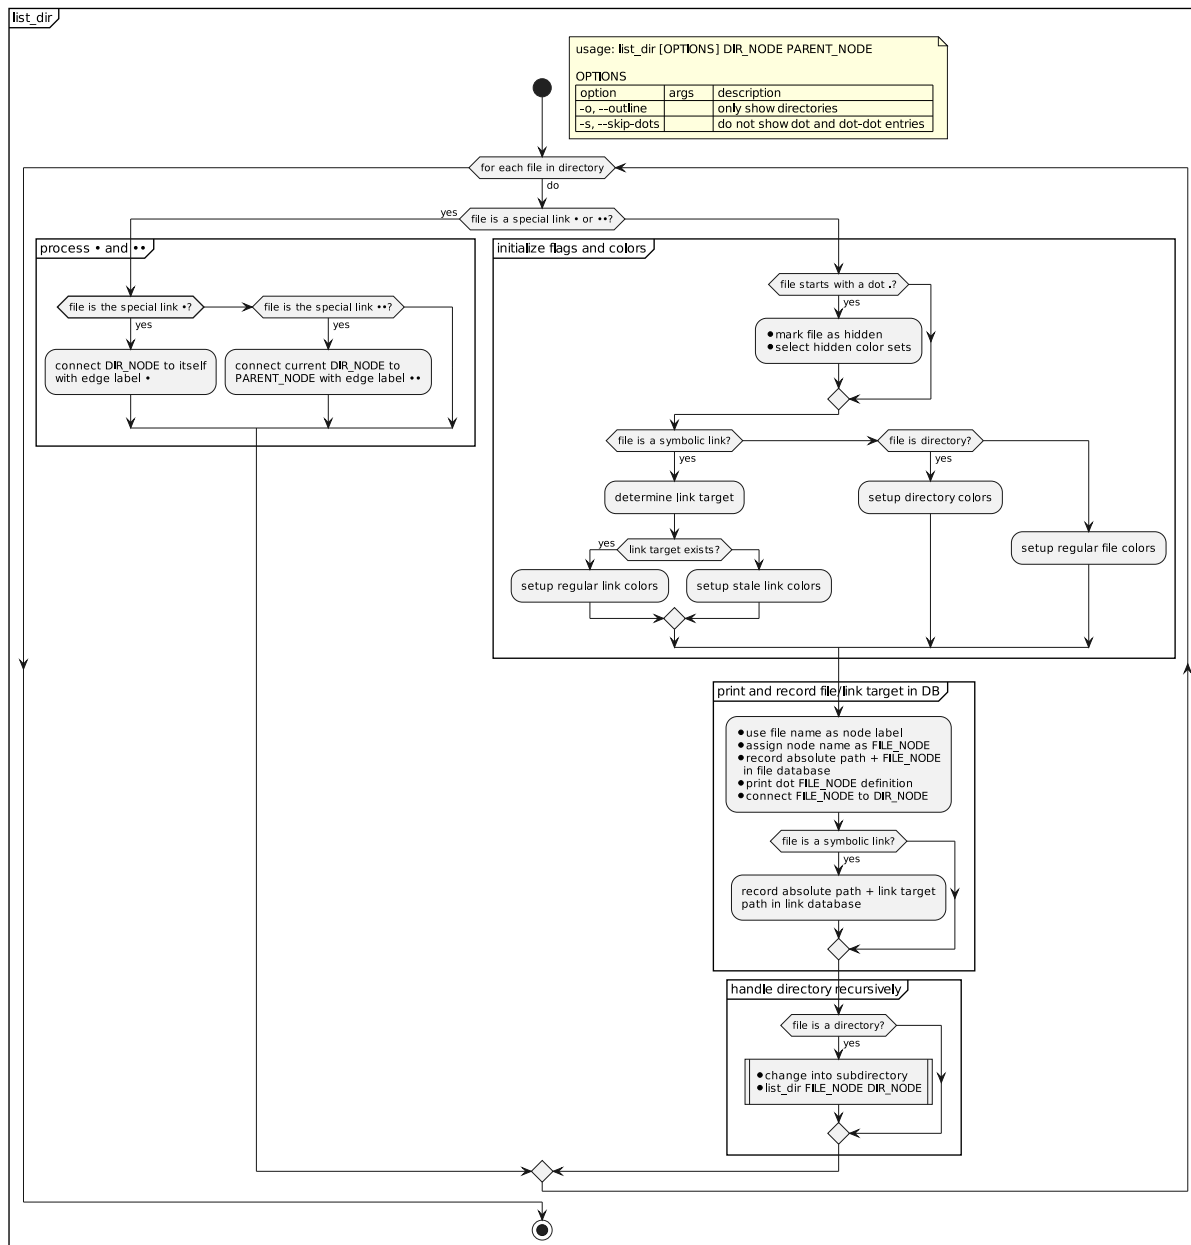 list_dir
usage: list_dir [OPTIONS] DIR_NODE PARENT_NODE
OPTIONS
option args description
-o, --outline only show directories
-s, --skip-dots do not show dot and dot-dot entries
for each file in directory
do
yes
file is a special link • or ••?
process • and ••
file is the special link •?
yes
connect DIR_NODE to itself
with edge label •
file is the special link ••?
yes
connect current DIR_NODE to
PARENT_NODE with edge label ••
initialize flags and colors
file starts with a dot .?
yes
•mark file as hidden
•select hidden color sets
file is a symbolic link?
yes
determine link target
yes
link target exists?
setup regular link colors
setup stale link colors
file is directory?
yes
setup directory colors
setup regular file colors
print and record file/link target in DB
•use file name as node label
•assign node name as FILE_NODE
•record absolute path + FILE_NODE
in file database
•print dot FILE_NODE definition
•connect FILE_NODE to DIR_NODE
file is a symbolic link?
yes
record absolute path + link target
path in link database
handle directory recursively
file is a directory?
yes
•change into subdirectory
•list_dir FILE_NODE DIR_NODE